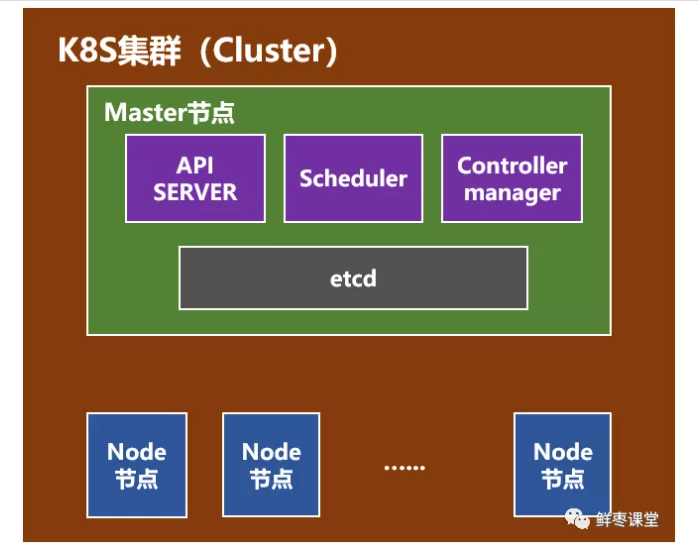 K8S集群（Cluster）
Master节点
API
SERVER
Scheduler
Controller
manager
etcd
Node
节点
Node
节点
……
Node
节点
鲜枣课堂